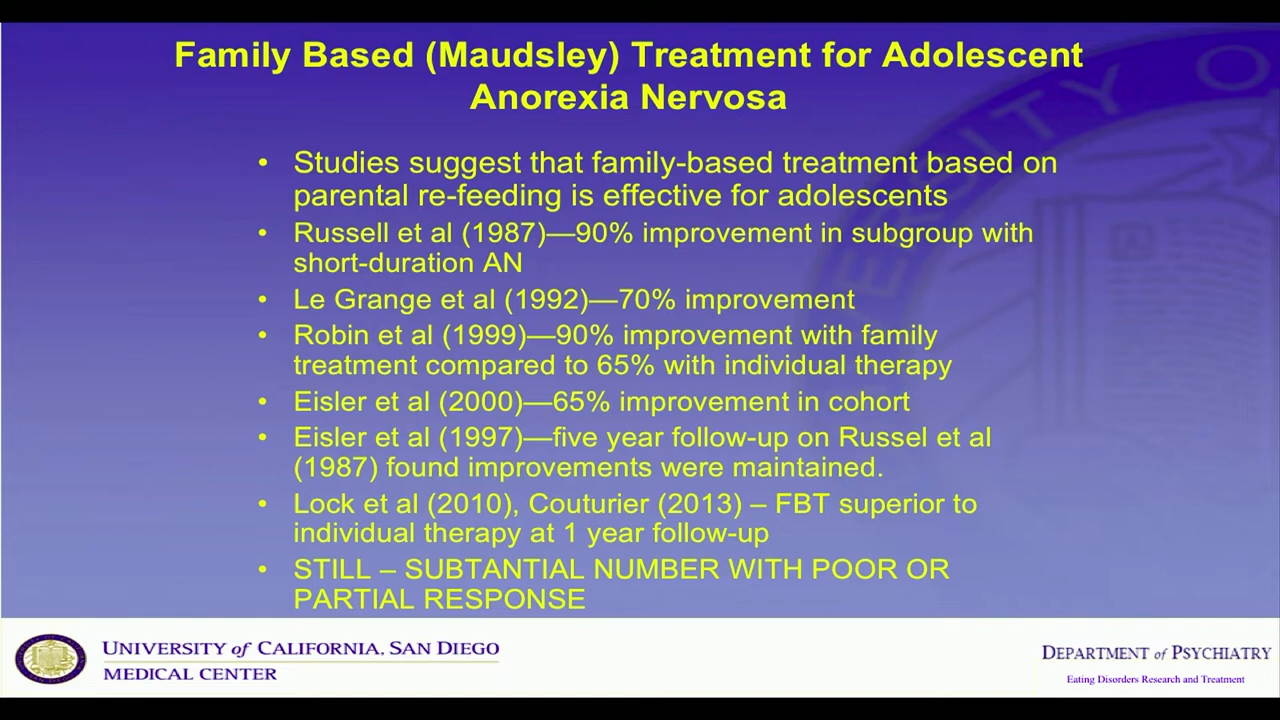 Family Based (Maudsley) Treatment for Adolescent
Anorexia Nervosa
• Studies suggest that family-based treatment based on
parental re-feeding is effective for adolescents
• Russell et al (1987)—90% improvement in subgroup with
short-duration AN
• Le Grange et al (1992)—70% improvement
• Robin et al (1999)—90% improvement with family
treatment compared to 65% with individual therapy
• Eisler et al (2000)—65% improvement in cohort
• Eisler et al (1997)—five year follow-up on Russel et al
(1987) found improvements were maintained.
• Lock et al (2010), Couturier (2013) – FBT superior to
individual therapy at 1 year follow-up
• STILL – SUBTANTIAL NUMBER WITH POOR OR
PARTIAL RESPONSE
UNIVERSITY of CALIFORNIA, SAN DIEGO
MEDICAL CENTER
DEPARTMENT of PSYCHIATRY
Eating Disorders Research and Treatment